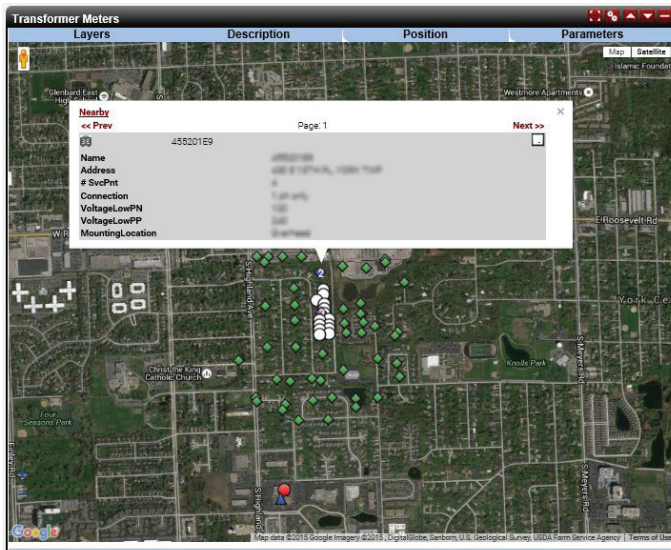 Transformer Meters
Layers Description Position Parameters
Map Satellite
Islamic Foundat
Glenbard East
High School
Westmore Apartments
Nearby
<< Prev Page: 1 Next >>
455201E9
Name
Address
# SvcPnt
Connection
VoltageLowPN
VoltageLowPP
MountingLocation
W R
E Roosevelt Rd
2
S Highland Ave
York Ce
Christ the King
Catholic Church
Knolls Park
S Meyers Rd
Four
Seasons Park
Finley Rd
S Highland
S Meyers Rd
Google
Map data ©2015 Google Imagery ©2015 , DigitalGlobe, Sanborn, U.S. Geological Survey, USDA Farm Service Agency Terms of Use